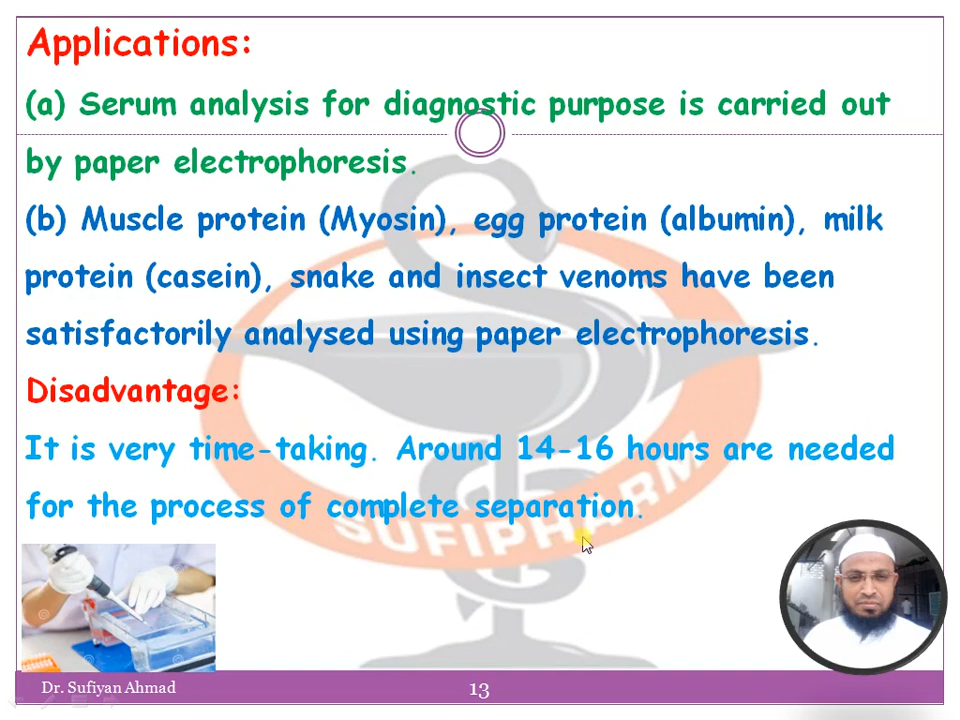 Applications:
(a) Serum analysis for diagnostic purpose is carried out
by paper electrophoresis.
(b) Muscle protein (Myosin), egg protein (albumin), milk
protein (casein), snake and insect venoms have been
satisfactorily analysed using paper electrophoresis.
Disadvantage:
It is very time-taking. Around 14-16 hours are needed
for the process of complete separation.
SUFIPHARM
Dr. Sufiyan Ahmad
13